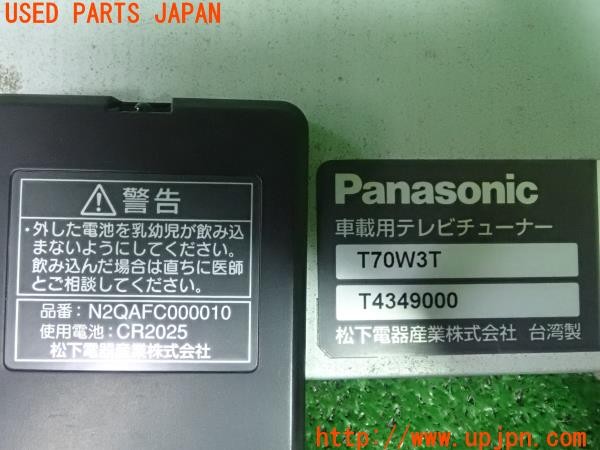 USED PARTS JAPAN
警告
・外した電池を乳幼児が飲み込
まないようにしてください。
飲み込んだ場合は直ちに医師
とご相談してください。
品番：N2QAFC000010
使用電池：CR2025
松下電器産業株式会社
Panasonic
車載用テレビチューナー
T70W3T
T4349000
松下電器産業株式会社 台湾製
http://www.upjpn.com